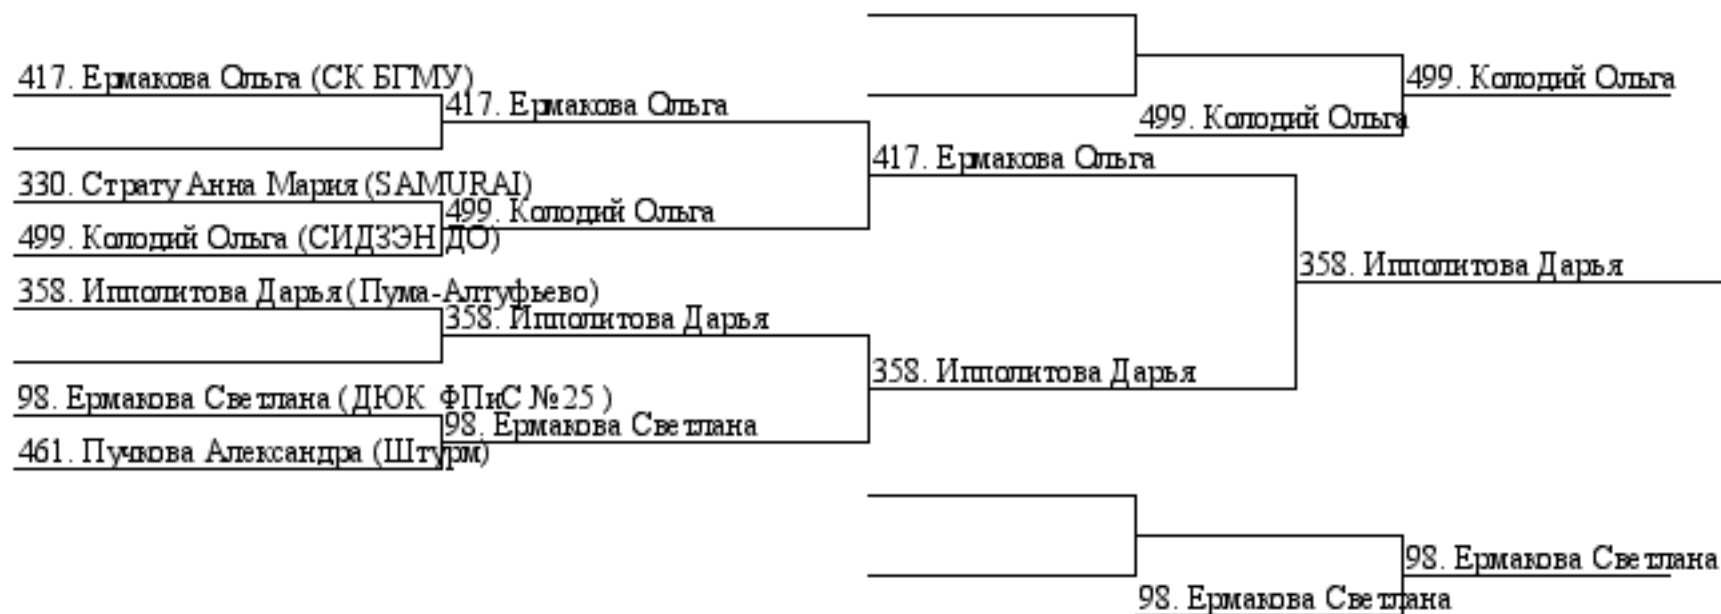 417. Ермакова Ольга (СК БГМУ)
330. Страту Анна Мария (SAMURAI)
499. Колодий Ольга (СИДЗЭН ДО)
358. Ипполитова Дарья (Пума-Алтуфьево)
98. Ермакова Светлана (ДЮК ФПиС №25 )
461. Пучкова Александра (Штурм)
417. Ермакова Ольга
499. Колодий Ольга
358. Ипполитова Дарья
98. Ермакова Светлана
417. Ермакова Ольга
358. Ипполитова Дарья
358. Ипполитова Дарья
499. Колодий Ольга
499. Колодий Ольга
98. Ермакова Светлана
98. Ермакова Светлана